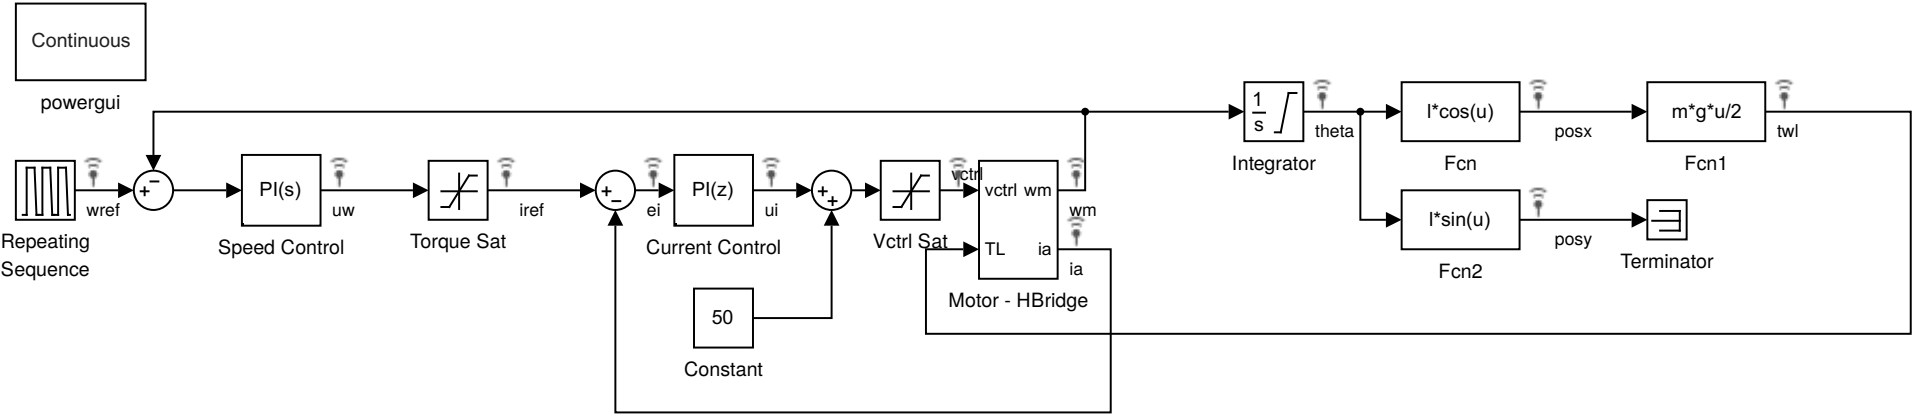 Continuous
powergui
+
−
wref
Repeating
Sequence
PI(s)
uw
Speed Control
iref
Torque Sat
+
−
ei
PI(z)
ui
Current Control
+
+
50
Constant
vctrl
Vctrl Sat
vctrl wm
TL ia
wm
ia
Motor - HBridge
1
s
theta
Integrator
l*cos(u)
posx
Fcn
m*g*u/2
twl
Fcn1
l*sin(u)
posy
Fcn2
Terminator